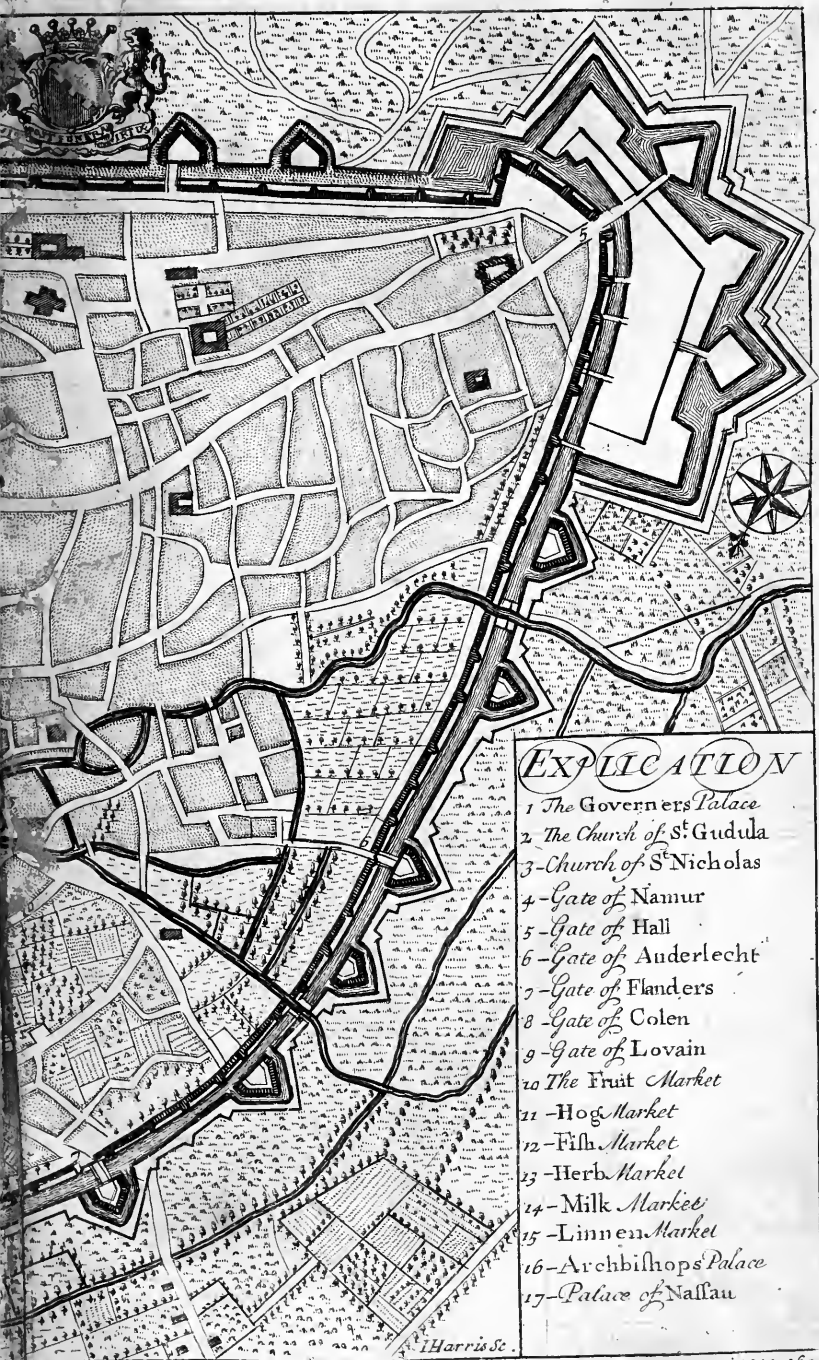 5
6
7
EXPLICATION
1 The Governers Palace
2 The Church of St Gudula
3-Church of St Nicholas
4-Gate of Namur
5-Gate of Hall
6-Gate of Anderlecht
7-Gate of Flanders
8-Gate of Colen
9-Gate of Lovain
10 The Fruit Market
11-Hog Market
12-Fiſh Market
13-Herb Market
14-Milk Market
15-Linnen Market
16-Archbiſhops Palace
17-Palace of Naſſau
I Harris Sc.